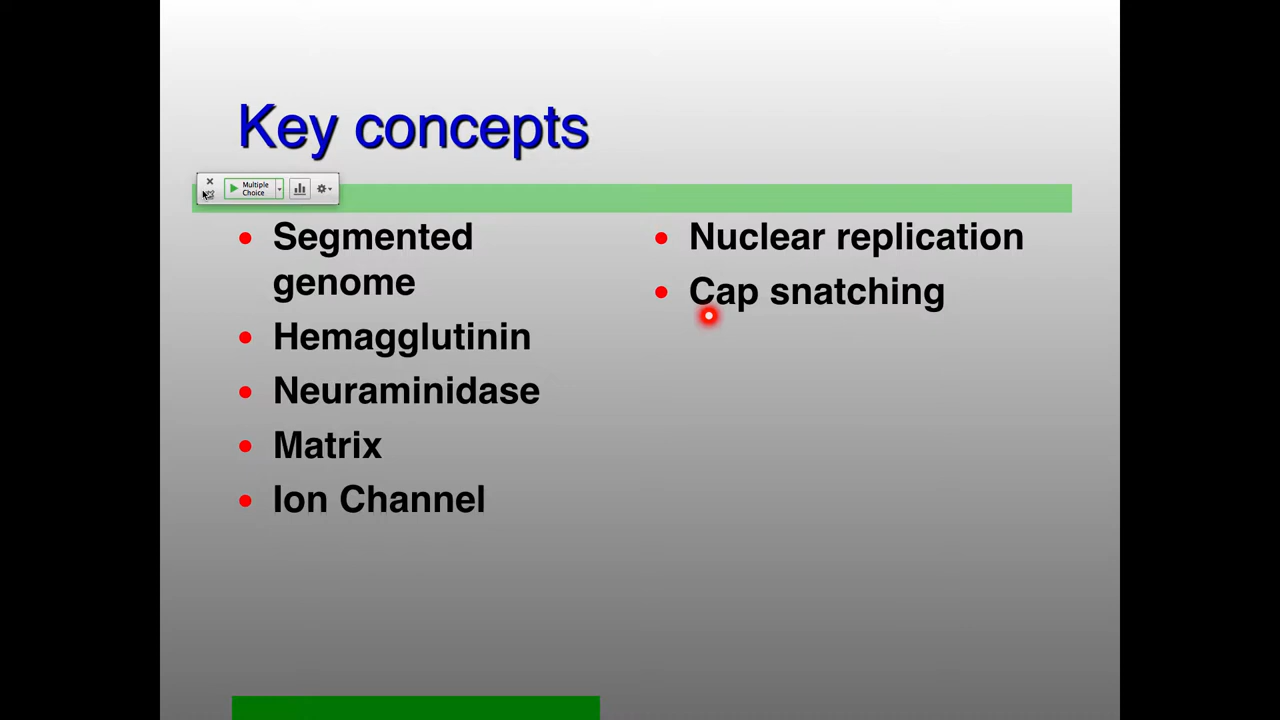 Key concepts
Multiple
Choice
Segmented
genome
Hemagglutinin
Neuraminidase
Matrix
Ion Channel
Nuclear replication
Cap snatching